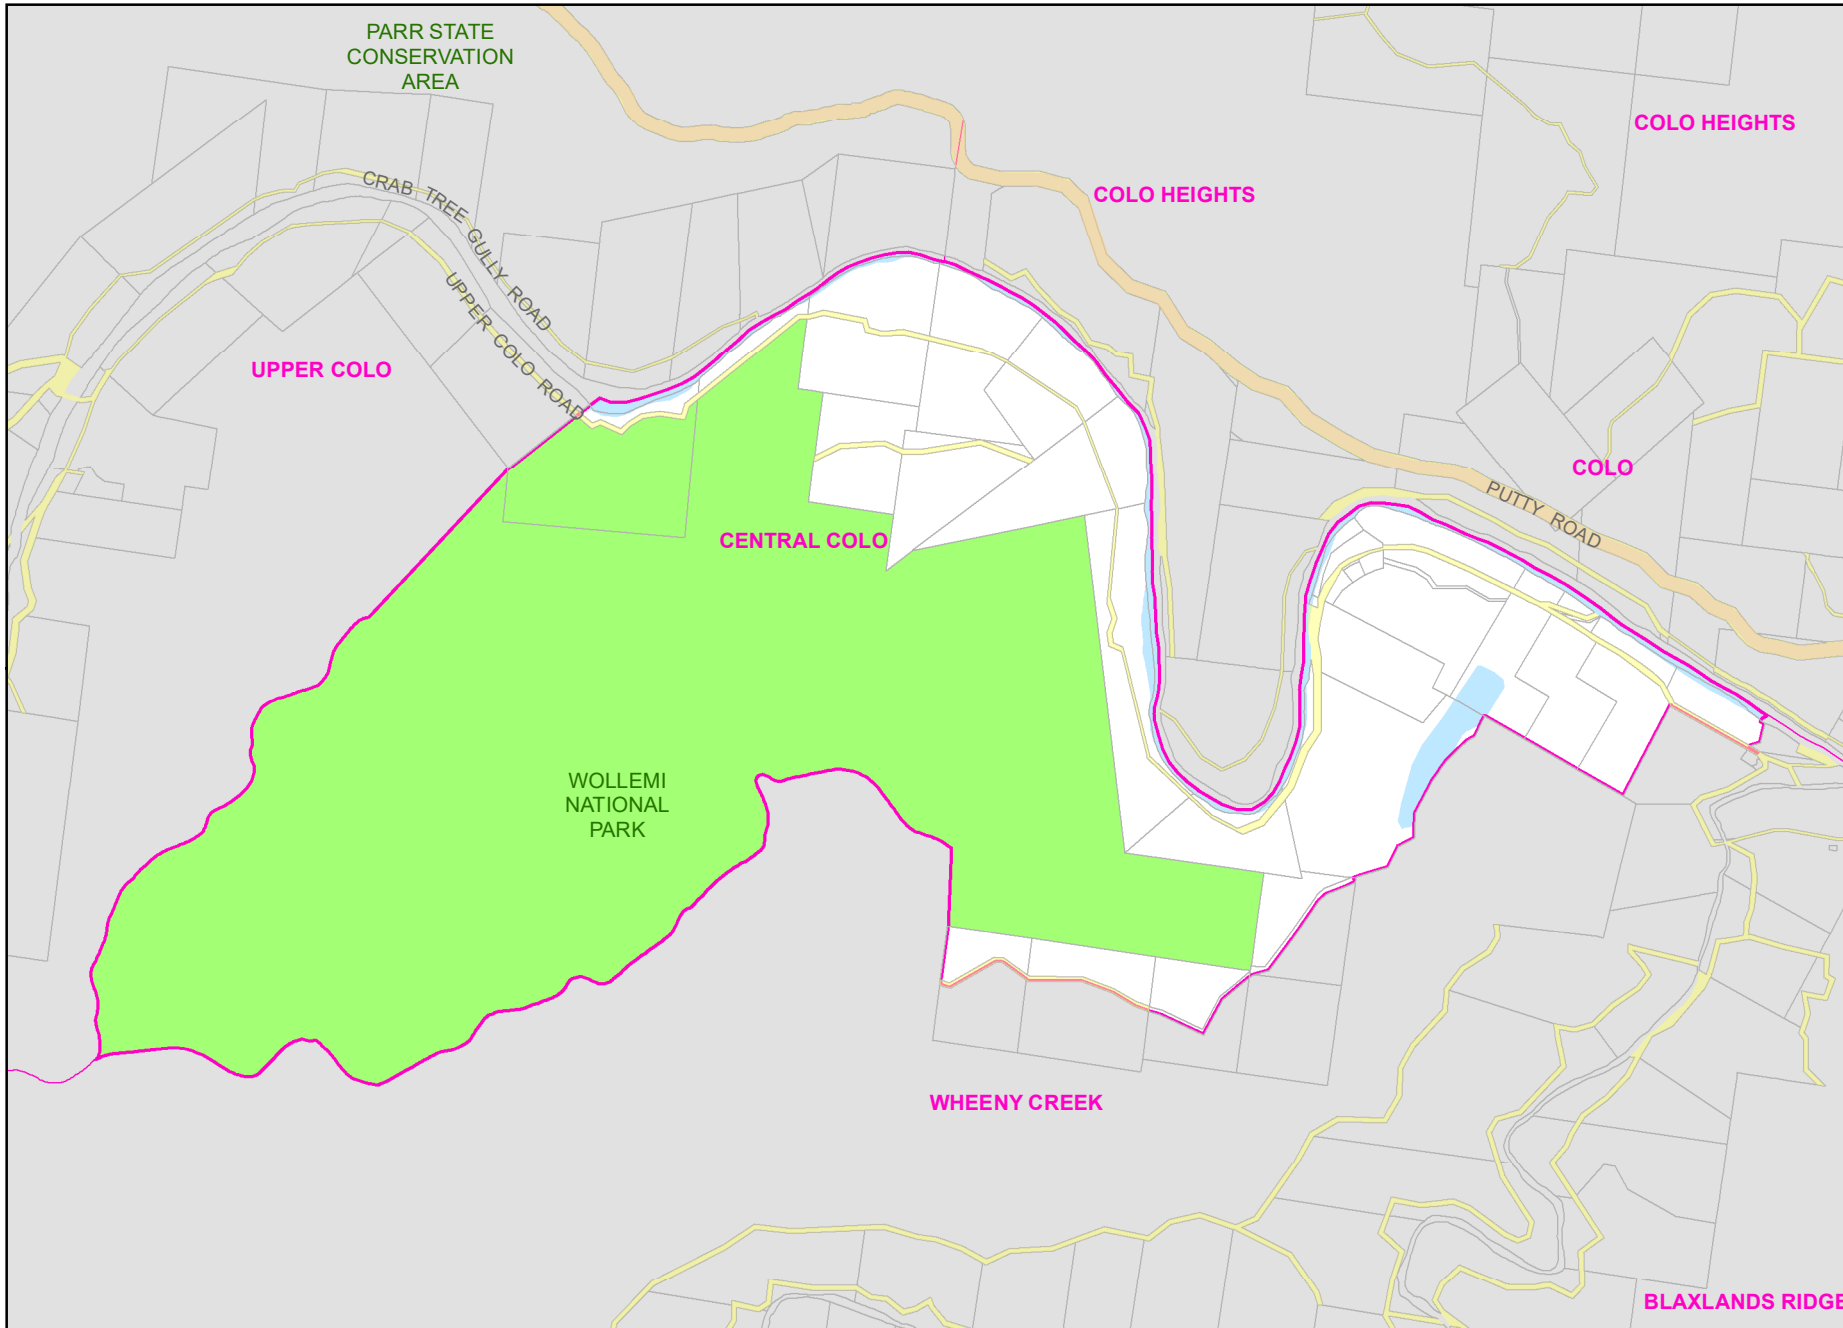 PARR STATE
CONSERVATION
AREA
COLO HEIGHTS
COLO HEIGHTS
CRAB TREE GULLY ROAD
UPPER COLO ROAD
UPPER COLO
COLO
PUTTY ROAD
CENTRAL COLO
WOLLEMI
NATIONAL
PARK
WHEENY CREEK
BLAXLANDS RIDGE